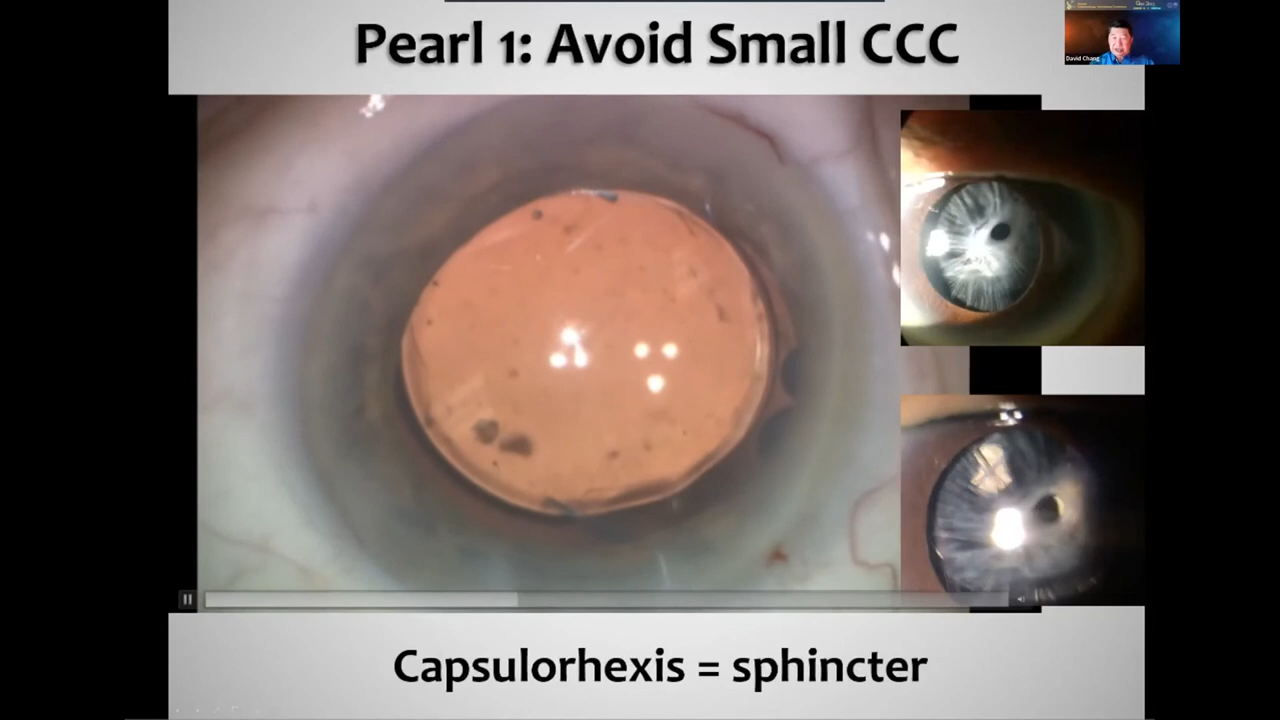 Pearl 1: Avoid Small CCC
David Chang
Capsulorhexis = sphincter